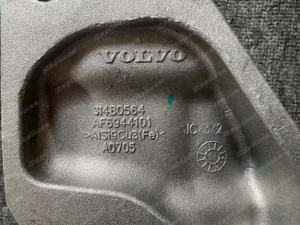 VOLVO
31480564
AF6944101
>AlSi9Cu3(Fe)<
A0705
JC/3/2